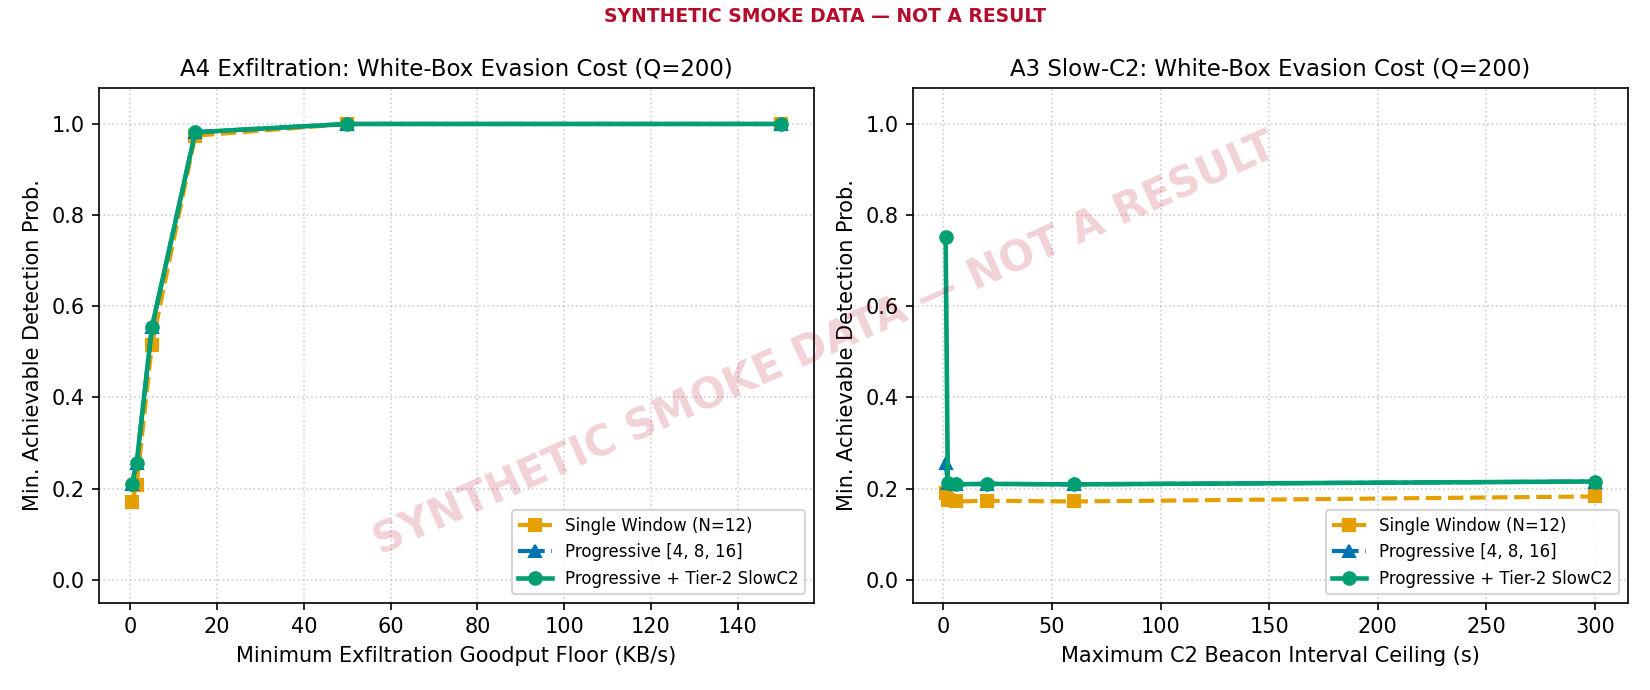 SYNTHETIC SMOKE DATA — NOT A RESULT
A4 Exfiltration: White-Box Evasion Cost (Q=200)
Min. Achievable Detection Prob.
1.0
0.8
0.6
0.4
0.2
0.0
0 20 40 60 80 100 120 140
Minimum Exfiltration Goodput Floor (KB/s)
Single Window (N=12)
Progressive [4, 8, 16]
Progressive + Tier-2 SlowC2
A3 Slow-C2: White-Box Evasion Cost (Q=200)
Min. Achievable Detection Prob.
1.0
0.8
0.6
0.4
0.2
0.0
0 50 100 150 200 250 300
Maximum C2 Beacon Interval Ceiling (s)
Single Window (N=12)
Progressive [4, 8, 16]
Progressive + Tier-2 SlowC2
SYNTHETIC SMOKE DATA — NOT A RESULT